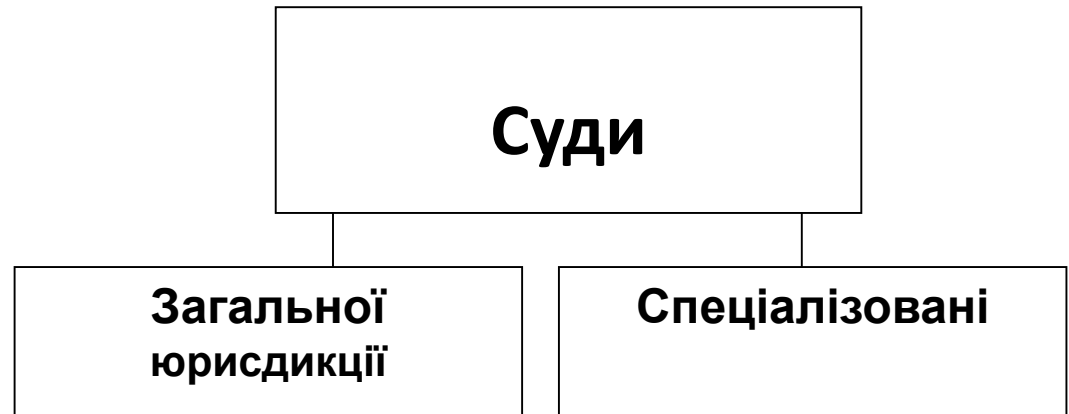 Суди
Загальної
юрисдикції
Спеціалізовані